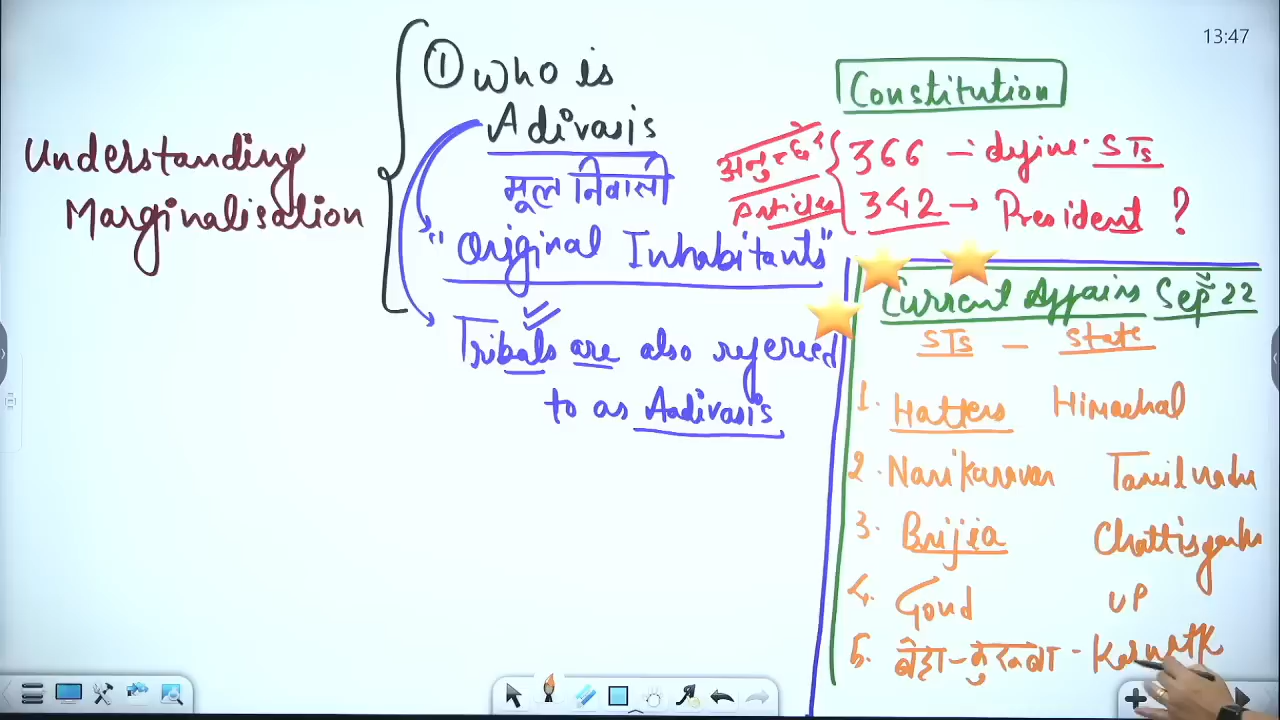 13:47
Understanding
Marginalisation
① Who is
Adivasis
मूल निवासी
"Original Inhabitants"
Tribals are also refereed
to as Aadivasis
Constitution
अनुच्छेद
Articles
366 – define STs
342 → President ?
Current Affairs Sep 22
STs – State
1. Hatters Himachal
2. Narikuravan Tamilnadu
3. Brijia Chattisgarh
4. Gond UP
5. बेट्टा-कुरुबा - Karnatk